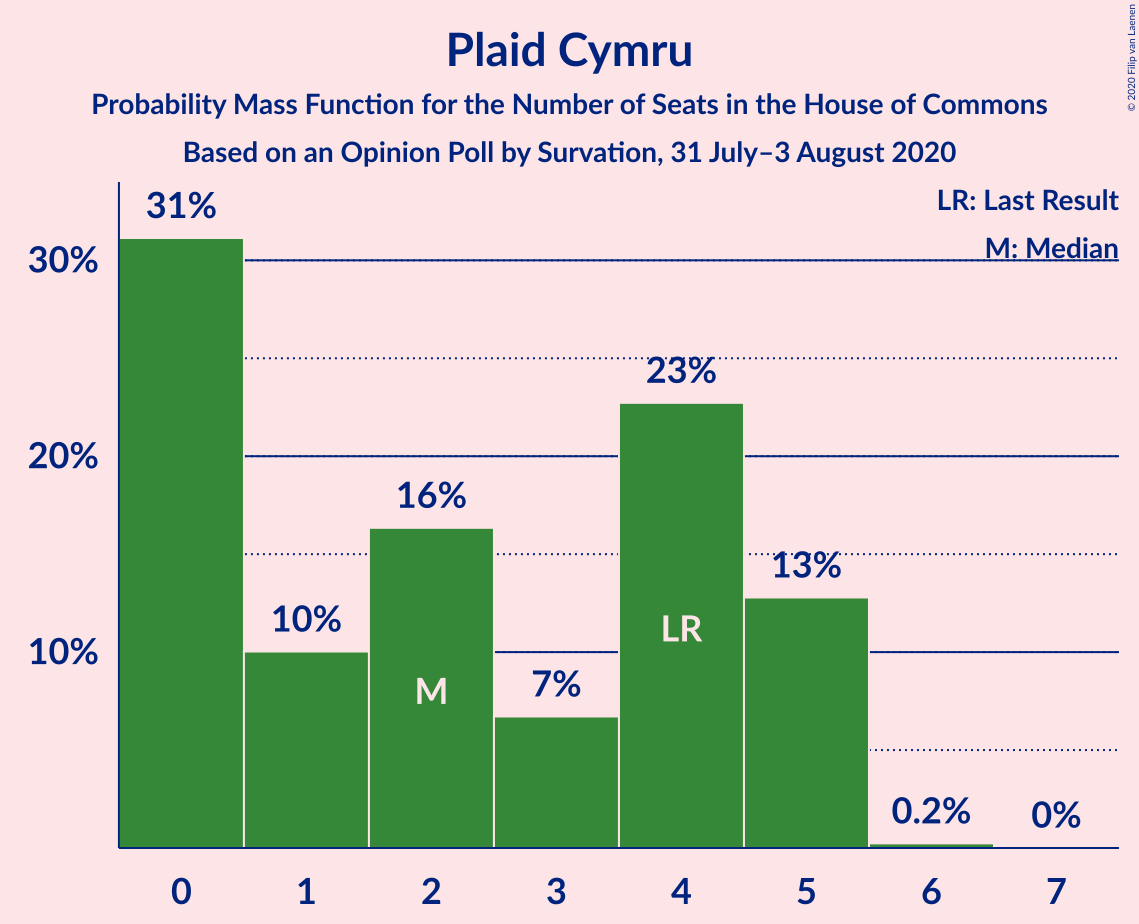 Plaid Cymru
Probability Mass Function for the Number of Seats in the House of Commons
Based on an Opinion Poll by Survation, 31 July–3 August 2020
© 2020 Filip van Laenen
LR: Last Result
M: Median
31%
30%
23%
20%
16%
13%
10%
10%
7%
LR
M
0.2%
0%
0 1 2 3 4 5 6 7